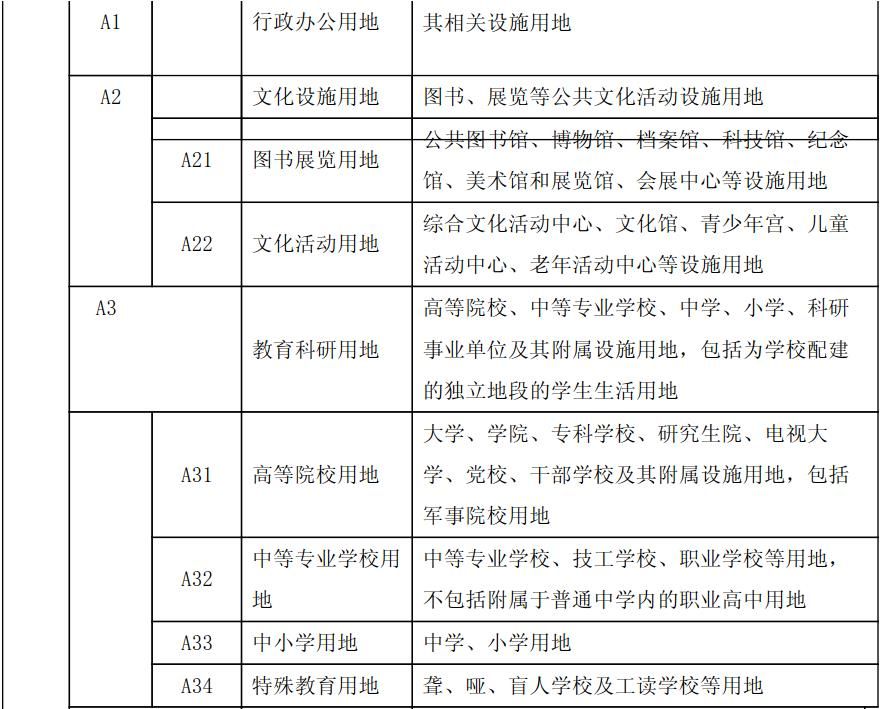 A1 行政办公用地 其相关设施用地
A2 文化设施用地 图书、展览等公共文化活动设施用地
公共图书馆、博物馆、档案馆、科技馆、纪念
A21 图书展览用地
馆、美术馆和展览馆、会展中心等设施用地
综合文化活动中心、文化馆、青少年宫、儿童
A22 文化活动用地
活动中心、老年活动中心等设施用地
A3
高等院校、中等专业学校、中学、小学、科研
教育科研用地 事业单位及其附属设施用地，包括为学校配建
的独立地段的学生生活用地
大学、学院、专科学校、研究生院、电视大
A31 高等院校用地 学、党校、干部学校及其附属设施用地，包括
军事院校用地
A32
中等专业学校用
地
中等专业学校、技工学校、职业学校等用地，
不包括附属于普通中学内的职业高中用地
A33 中小学用地 中学、小学用地
A34 特殊教育用地 聋、哑、盲人学校及工读学校等用地